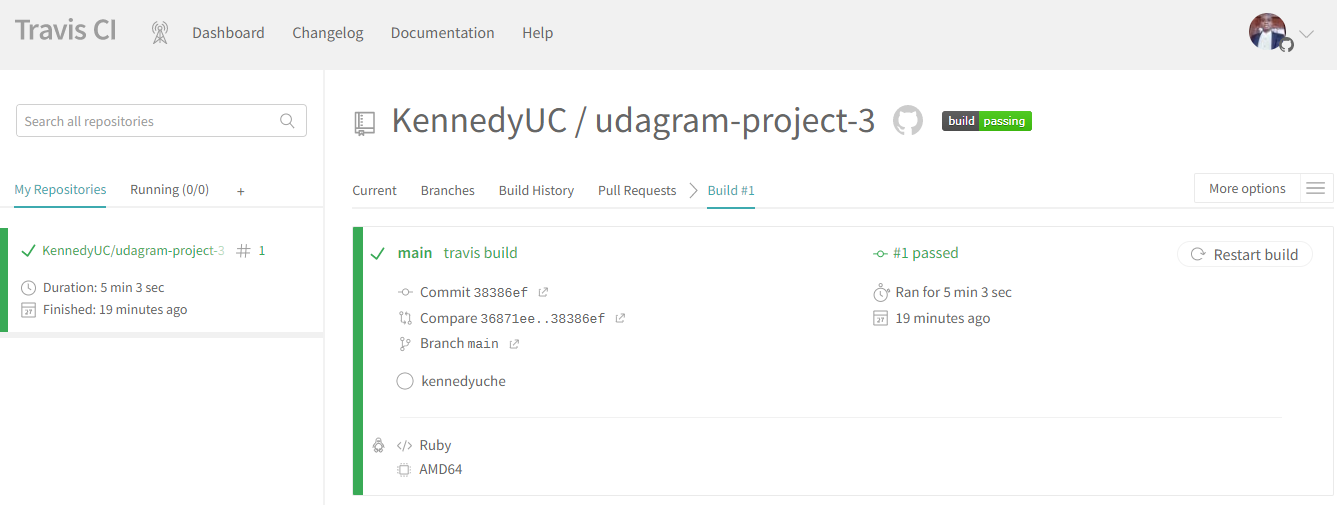 Travis CI Dashboard Changelog Documentation Help
Search all repositories
KennedyUC / udagram-project-3 build passing
My Repositories Running (0/0) +
Current Branches Build History Pull Requests Build #1 More options
KennedyUC/udagram-project-3 # 1
Duration: 5 min 3 sec
Finished: 19 minutes ago
main travis build #1 passed Restart build
Commit 38386ef Ran for 5 min 3 sec
Compare 36871ee..38386ef 19 minutes ago
Branch main
kennedyuche
</> Ruby
AMD64